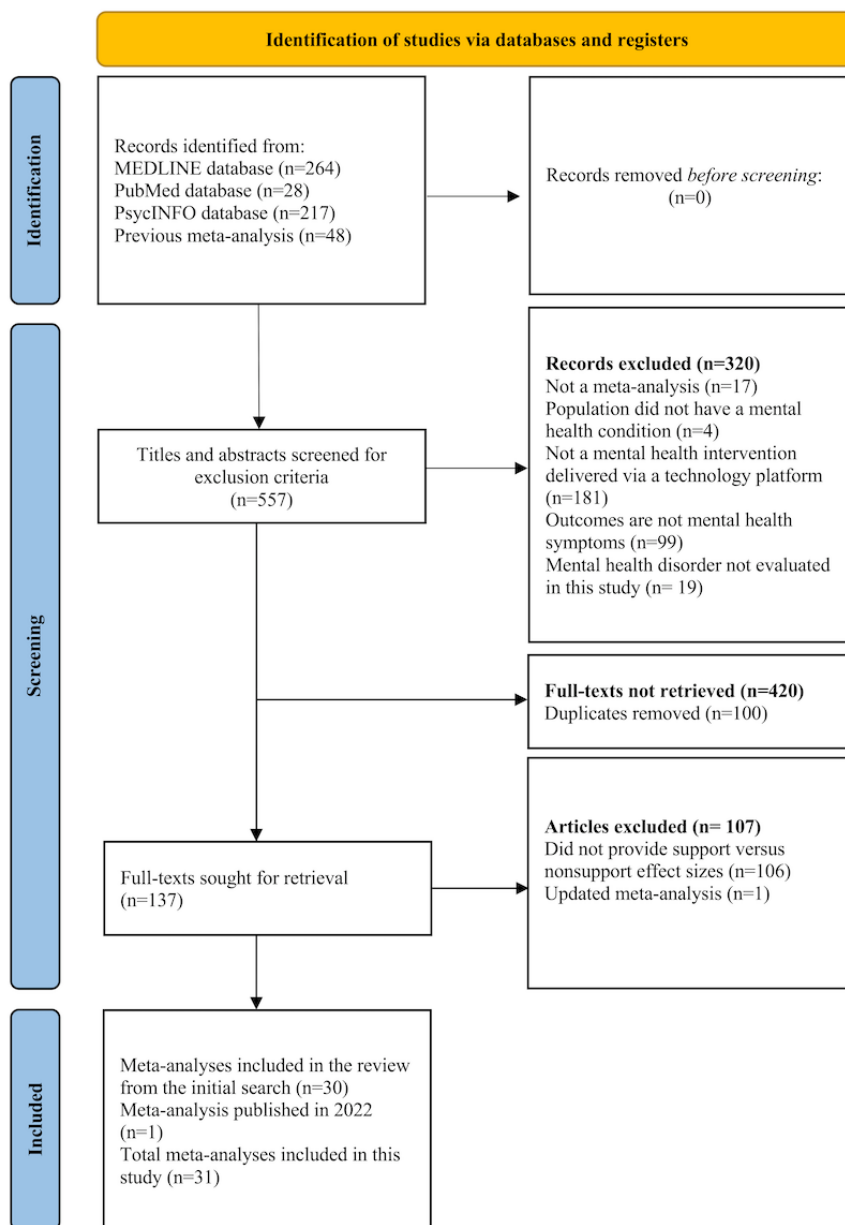 Identification of studies via databases and registers
Identification
Records identified from:
MEDLINE database (n=264)
PubMed database (n=28)
PsycINFO database (n=217)
Previous meta-analysis (n=48)
Records removed before screening:
(n=0)
Screening
Titles and abstracts screened for
exclusion criteria
(n=557)
Records excluded (n=320)
Not a meta-analysis (n=17)
Population did not have a mental
health condition (n=4)
Not a mental health intervention
delivered via a technology platform
(n=181)
Outcomes are not mental health
symptoms (n=99)
Mental health disorder not evaluated
in this study (n= 19)
Full-texts not retrieved (n=420)
Duplicates removed (n=100)
Full-texts sought for retrieval
(n=137)
Articles excluded (n= 107)
Did not provide support versus
nonsupport effect sizes (n=106)
Updated meta-analysis (n=1)
Included
Meta-analyses included in the review
from the initial search (n=30)
Meta-analysis published in 2022
(n=1)
Total meta-analyses included in this
study (n=31)